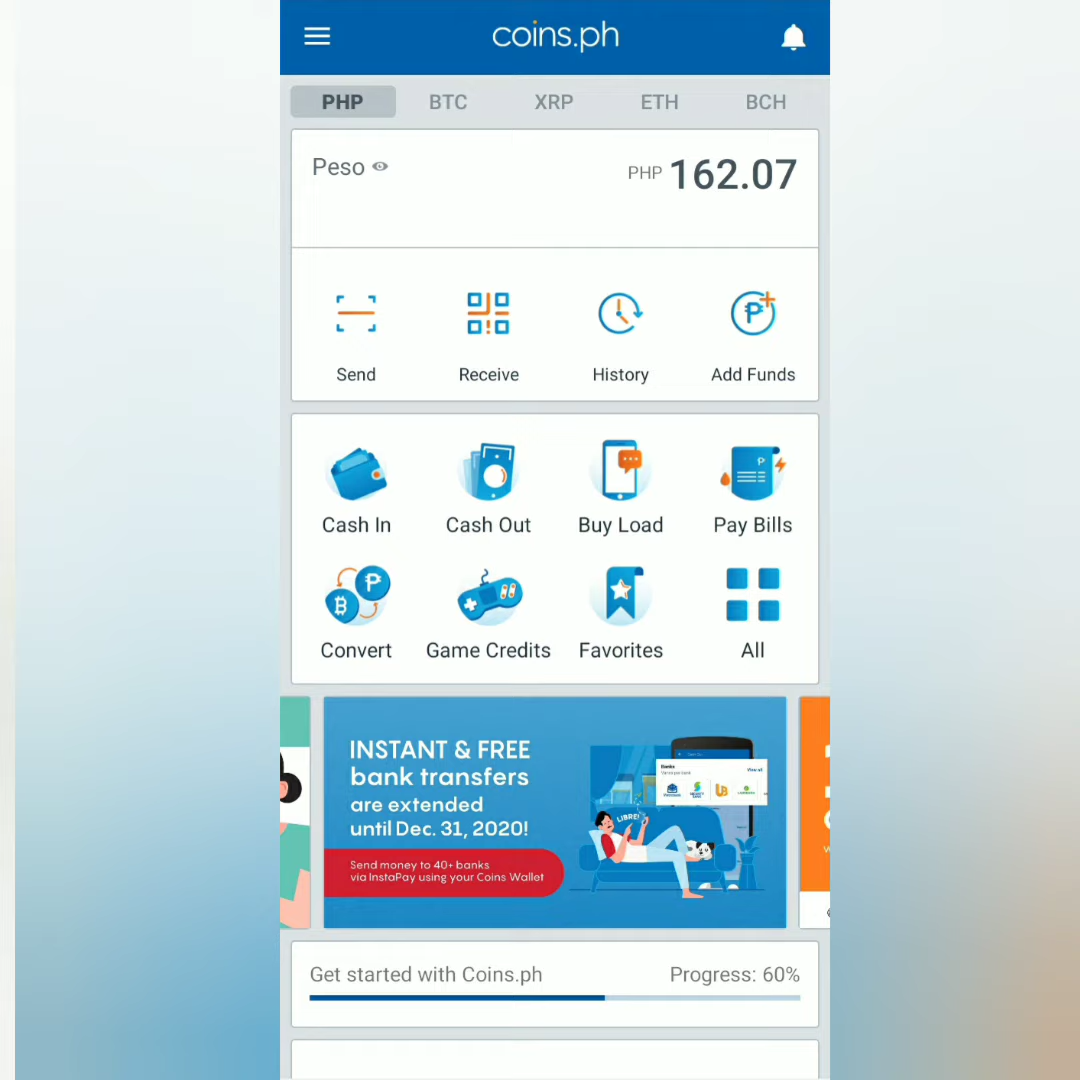 coins.ph
PHP BTC XRP ETH BCH
Peso PHP 162.07
Send Receive History Add Funds
Cash In Cash Out Buy Load Pay Bills
Convert Game Credits Favorites All
INSTANT & FREE
bank transfers
are extended
until Dec. 31, 2020!
Send money to 40+ banks
via InstaPay using your Coins Wallet
Banks
View all
LIBRE!
Get started with Coins.ph Progress: 60%